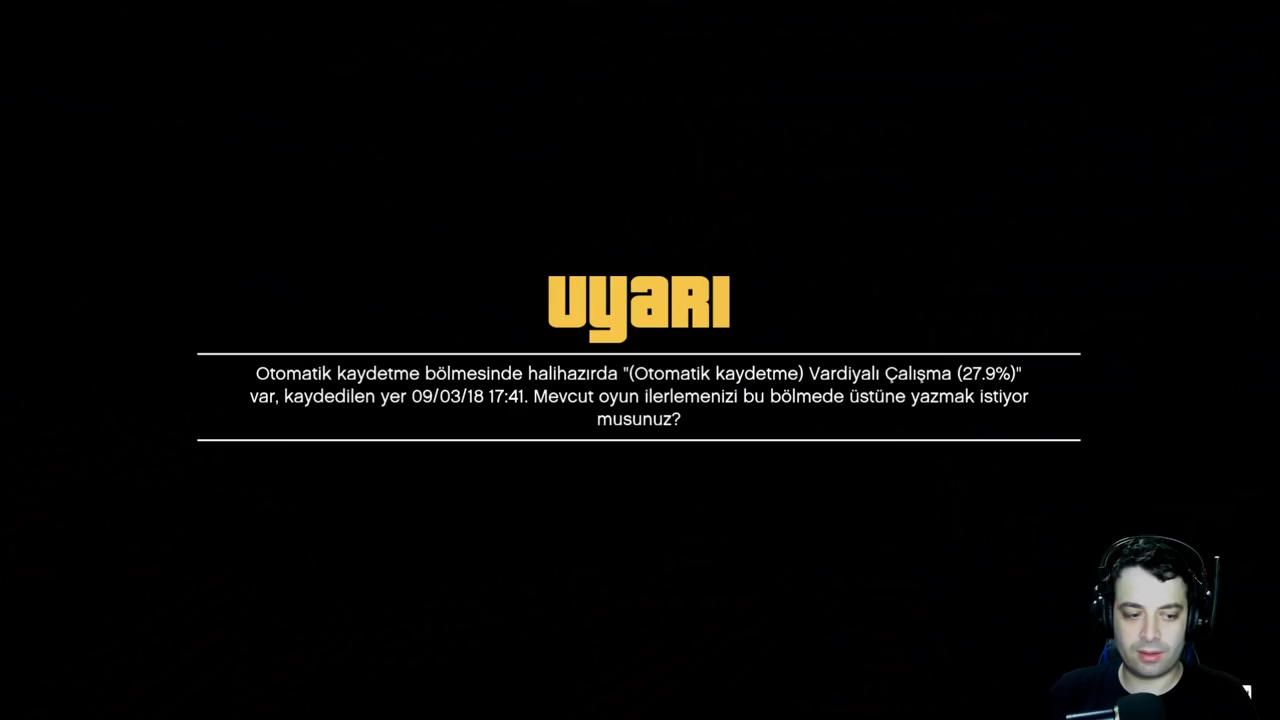 uyarı
Otomatik kaydetme bölmesinde halihazırda "(Otomatik kaydetme) Vardiyalı Çalışma (27.9%)"
var, kaydedilen yer 09/03/18 17:41. Mevcut oyun ilerlemenizi bu bölmede üstüne yazmak istiyor
musunuz?